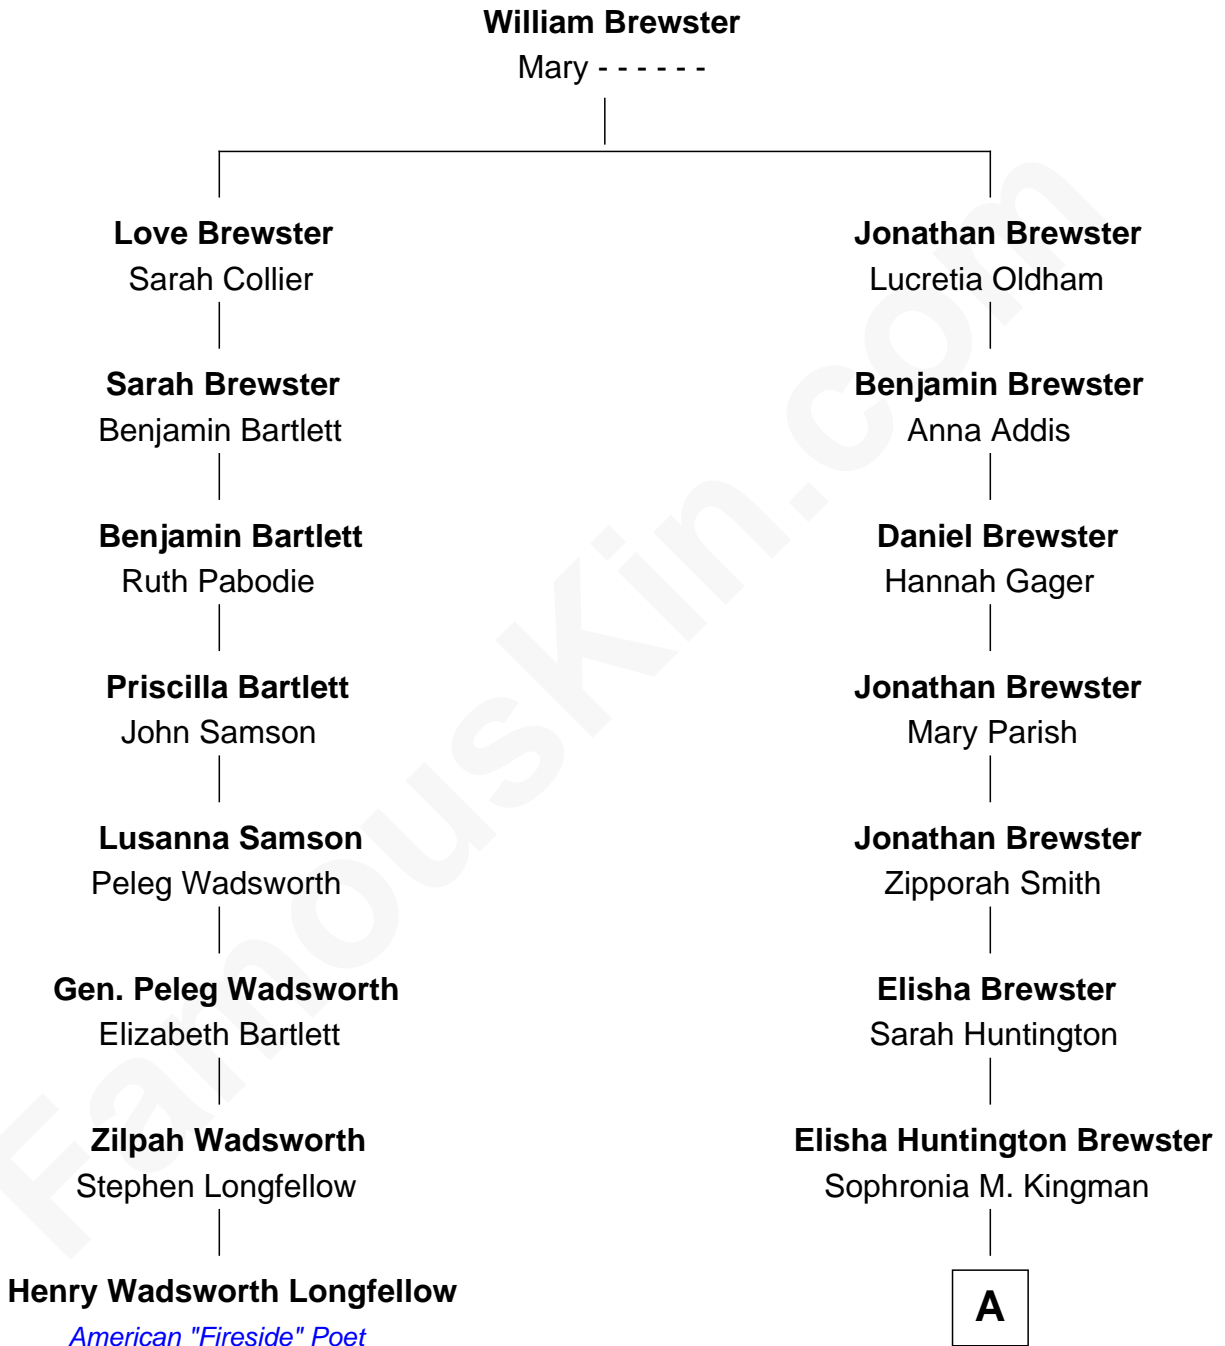 William Brewster
Mary - - - - - -
Love Brewster
Sarah Collier
Jonathan Brewster
Lucretia Oldham
Sarah Brewster
Benjamin Bartlett
Benjamin Brewster
Anna Addis
Benjamin Bartlett
Ruth Pabodie
Daniel Brewster
Hannah Gager
Priscilla Bartlett
John Samson
Jonathan Brewster
Mary Parish
Lusanna Samson
Peleg Wadsworth
Jonathan Brewster
Zipporah Smith
Gen. Peleg Wadsworth
Elizabeth Bartlett
Elisha Brewster
Sarah Huntington
Zilpah Wadsworth
Stephen Longfellow
Elisha Huntington Brewster
Sophronia M. Kingman
Henry Wadsworth Longfellow
American "Fireside" Poet
A
FamousKin.com